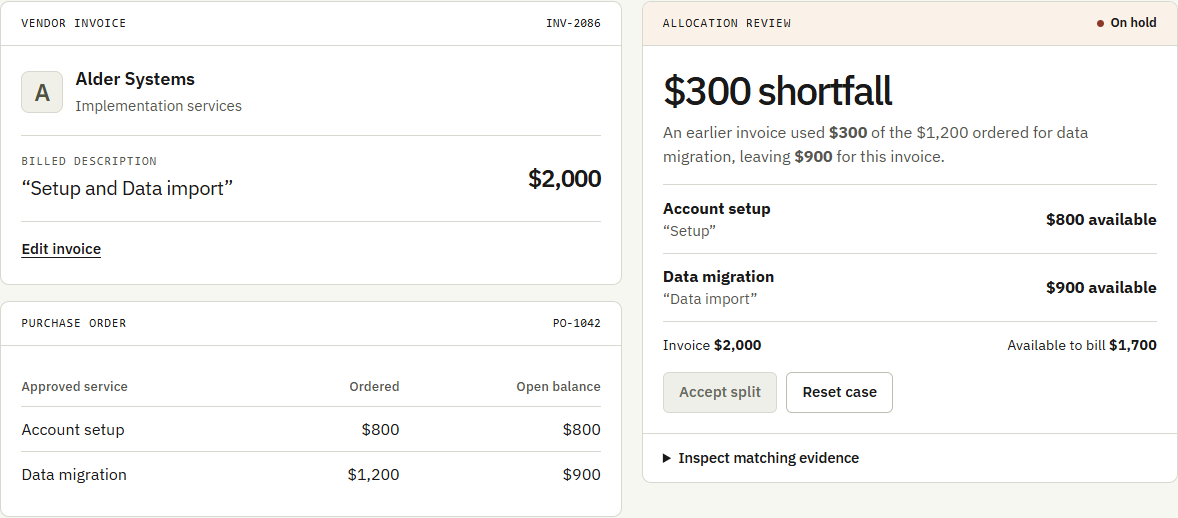 VENDOR INVOICE INV-2086
A
Alder Systems
Implementation services
BILLED DESCRIPTION
“Setup and Data import” $2,000
Edit invoice
PURCHASE ORDER PO-1042
Approved service Ordered Open balance
Account setup $800 $800
Data migration $1,200 $900
ALLOCATION REVIEW On hold
$300 shortfall
An earlier invoice used $300 of the $1,200 ordered for data
migration, leaving $900 for this invoice.
Account setup $800 available
“Setup”
Data migration $900 available
“Data import”
Invoice $2,000 Available to bill $1,700
Accept split Reset case
Inspect matching evidence